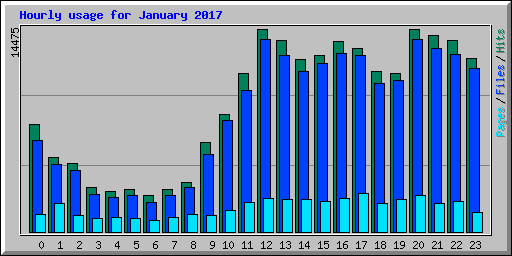 Hourly usage for January 2017
14475
Pages/Files/Hits
0 1 2 3 4 5 6 7 8 9 10 11 12 13 14 15 16 17 18 19 20 21 22 23